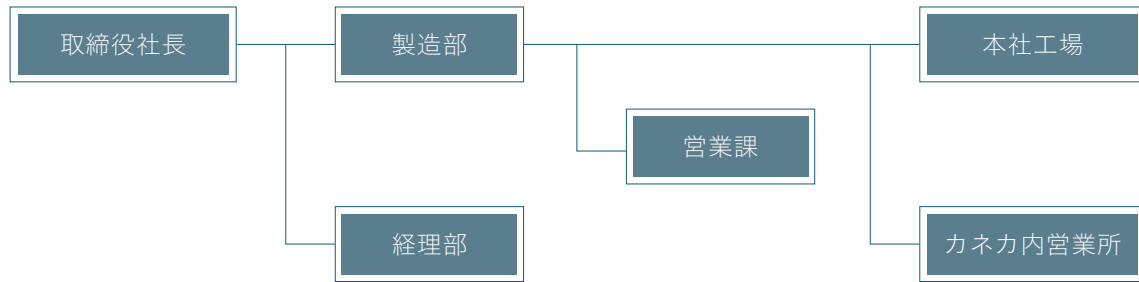 取締役社長
製造部
本社工場
営業課
経理部
カネカ内営業所